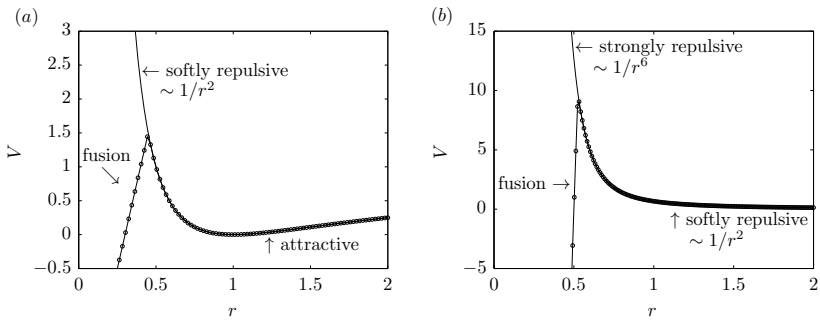 (a)
3
2.5
2
1.5
1
0.5
0
−0.5
V
← softly repulsive
∼ 1/r²
fusion
↘
↑ attractive
0 0.5 1 1.5 2
r
(b)
15
10
5
0
−5
V
← strongly repulsive
∼ 1/r⁶
fusion →
↑ softly repulsive
∼ 1/r²
0 0.5 1 1.5 2
r